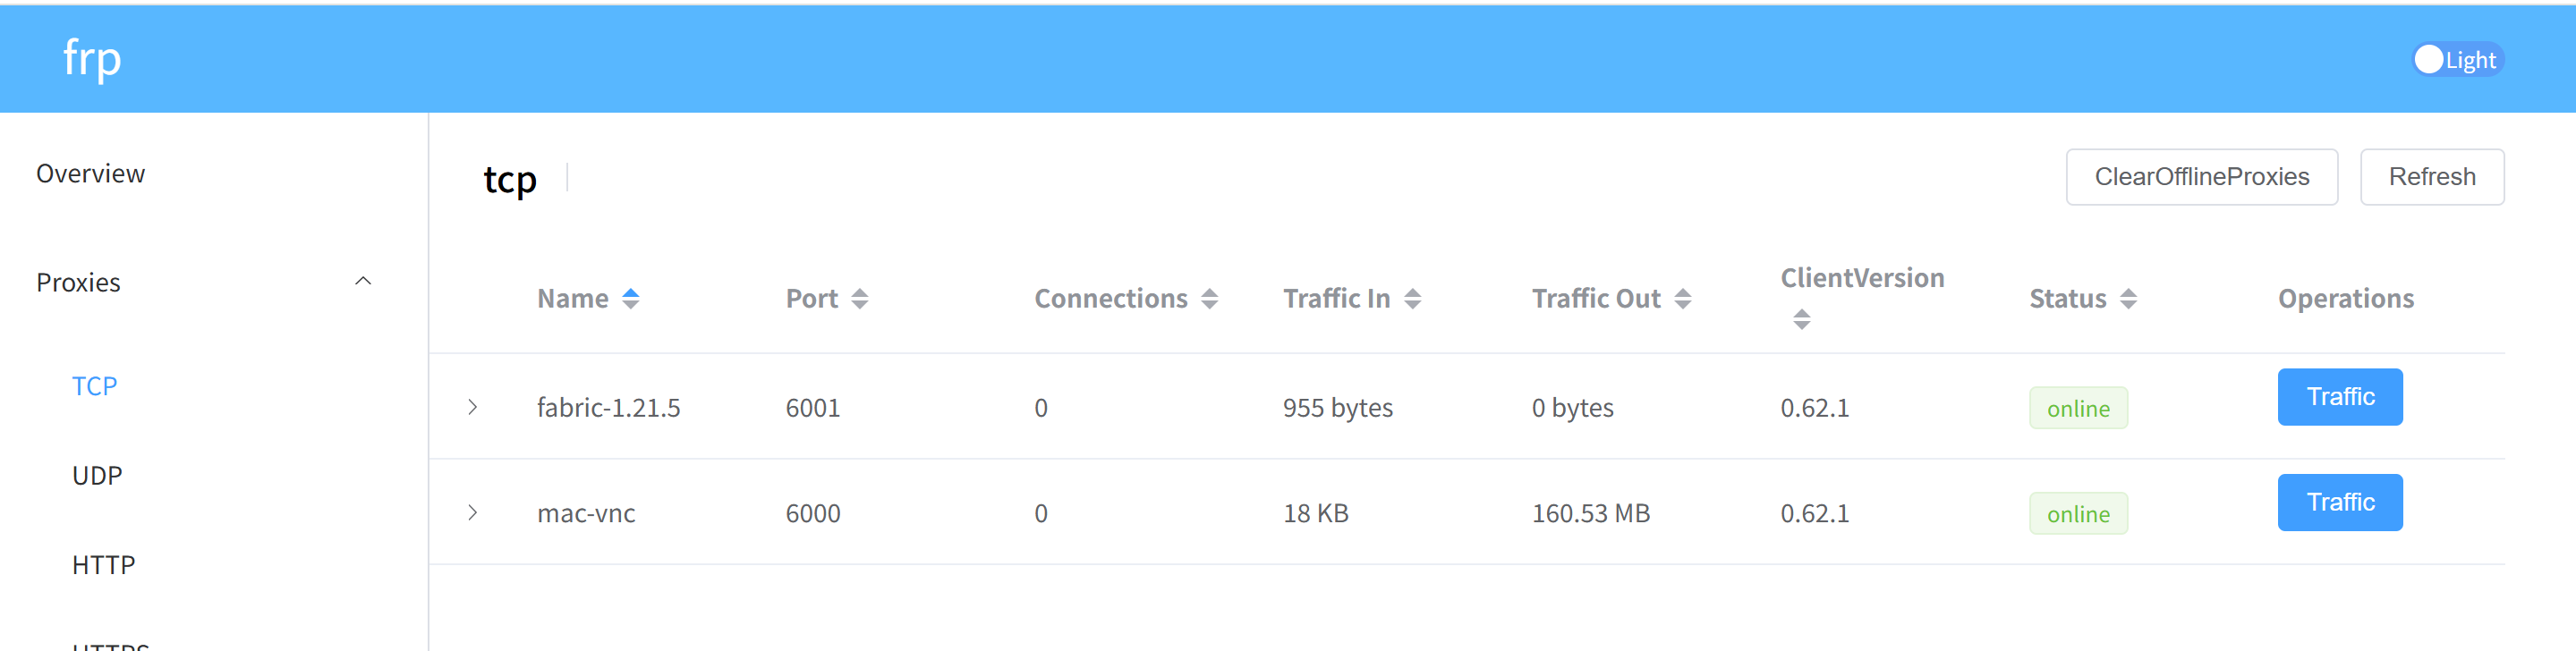 frp
Light
Overview
Proxies
TCP
UDP
HTTP
HTTPS
tcp
ClearOfflineProxies Refresh
Name Port Connections Traffic In Traffic Out ClientVersion Status Operations
fabric-1.21.5 6001 0 955 bytes 0 bytes 0.62.1 online Traffic
mac-vnc 6000 0 18 KB 160.53 MB 0.62.1 online Traffic